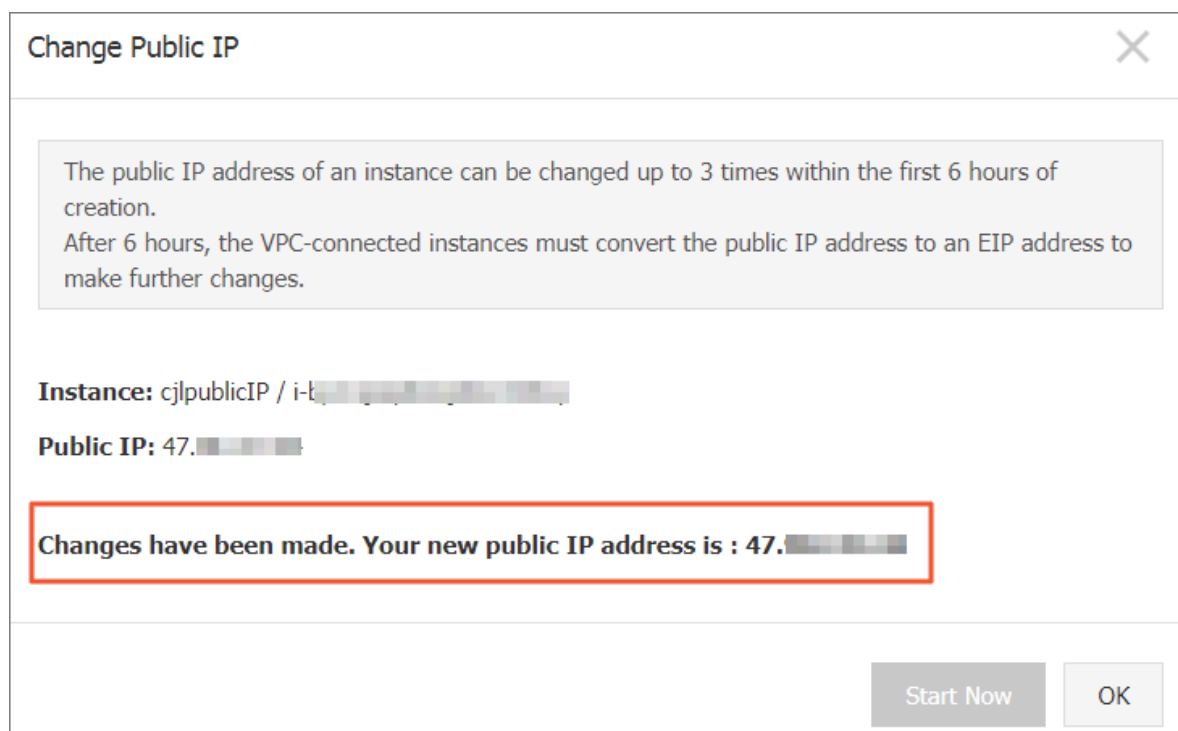 Change Public IP
The public IP address of an instance can be changed up to 3 times within the first 6 hours of
creation.
After 6 hours, the VPC-connected instances must convert the public IP address to an EIP address to
make further changes.
Instance: cjlpublicIP / i-b
Public IP: 47.
Changes have been made. Your new public IP address is : 47.
Start Now
OK